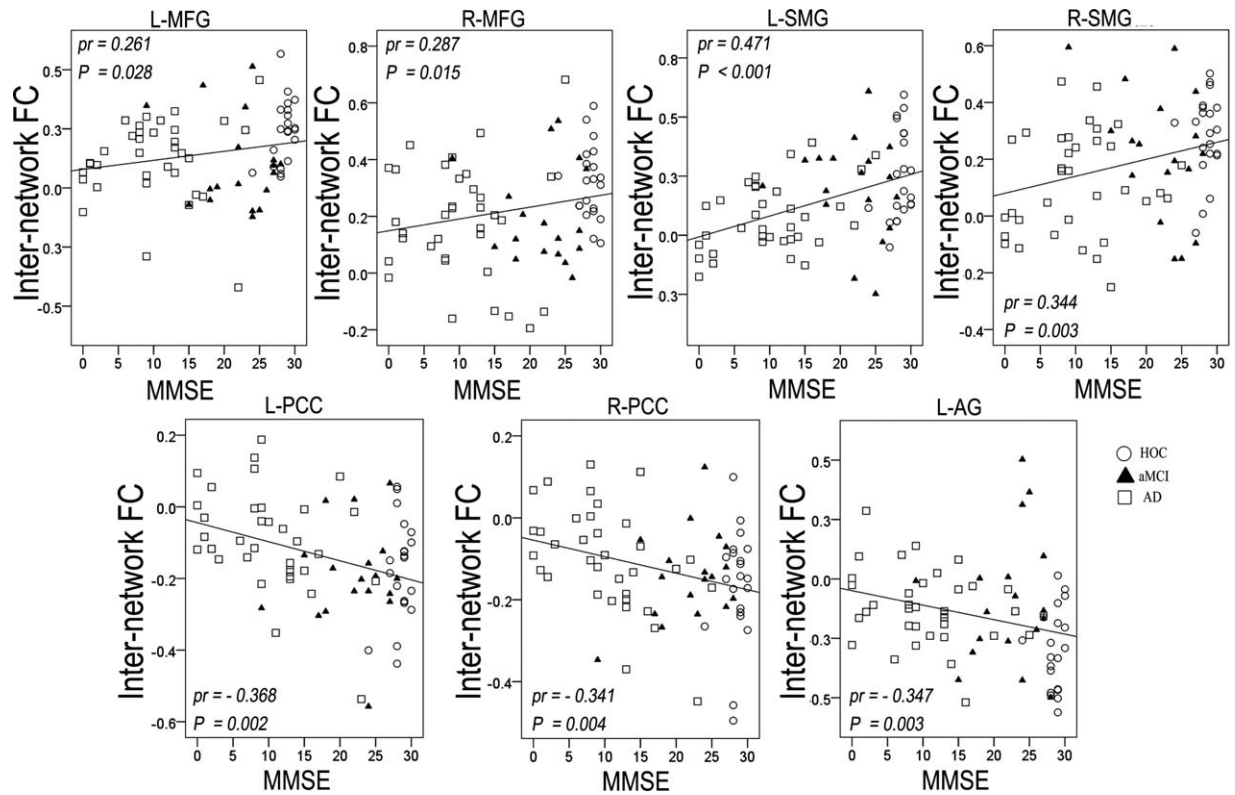 L-MFG
pr = 0.261
P = 0.028
0.5
0.3
0.0
0.3
-0.5
Inter-network FC
0 5 10 15 20 25 30
MMSE
R-MFG
pr = 0.287
P = 0.015
0.8
0.6
0.4
0.2
0.0
-0.2
Inter-network FC
0 5 10 15 20 25 30
MMSE
L-SMG
pr = 0.471
P < 0.001
0.8
0.5
0.3
0.0
0.3
Inter-network FC
0 5 10 15 20 25 30
MMSE
R-SMG
0.6
0.4
0.2
0.0
-0.4
pr = 0.344
P = 0.003
Inter-network FC
0 5 10 15 20 25 30
MMSE
L-PCC
0.2
0.0
-0.2
-0.4
-0.6
pr = - 0.368
P = 0.002
Inter-network FC
0 5 10 15 20 25 30
MMSE
R-PCC
0.2
0.0
-0.2
-0.4
pr = - 0.341
P = 0.004
Inter-network FC
0 5 10 15 20 25 30
MMSE
L-AG
0.5
0.3
-0.0
-0.3
-0.5
pr = - 0.347
P = 0.003
Inter-network FC
0 5 10 15 20 25 30
MMSE
HOC
aMCI
AD